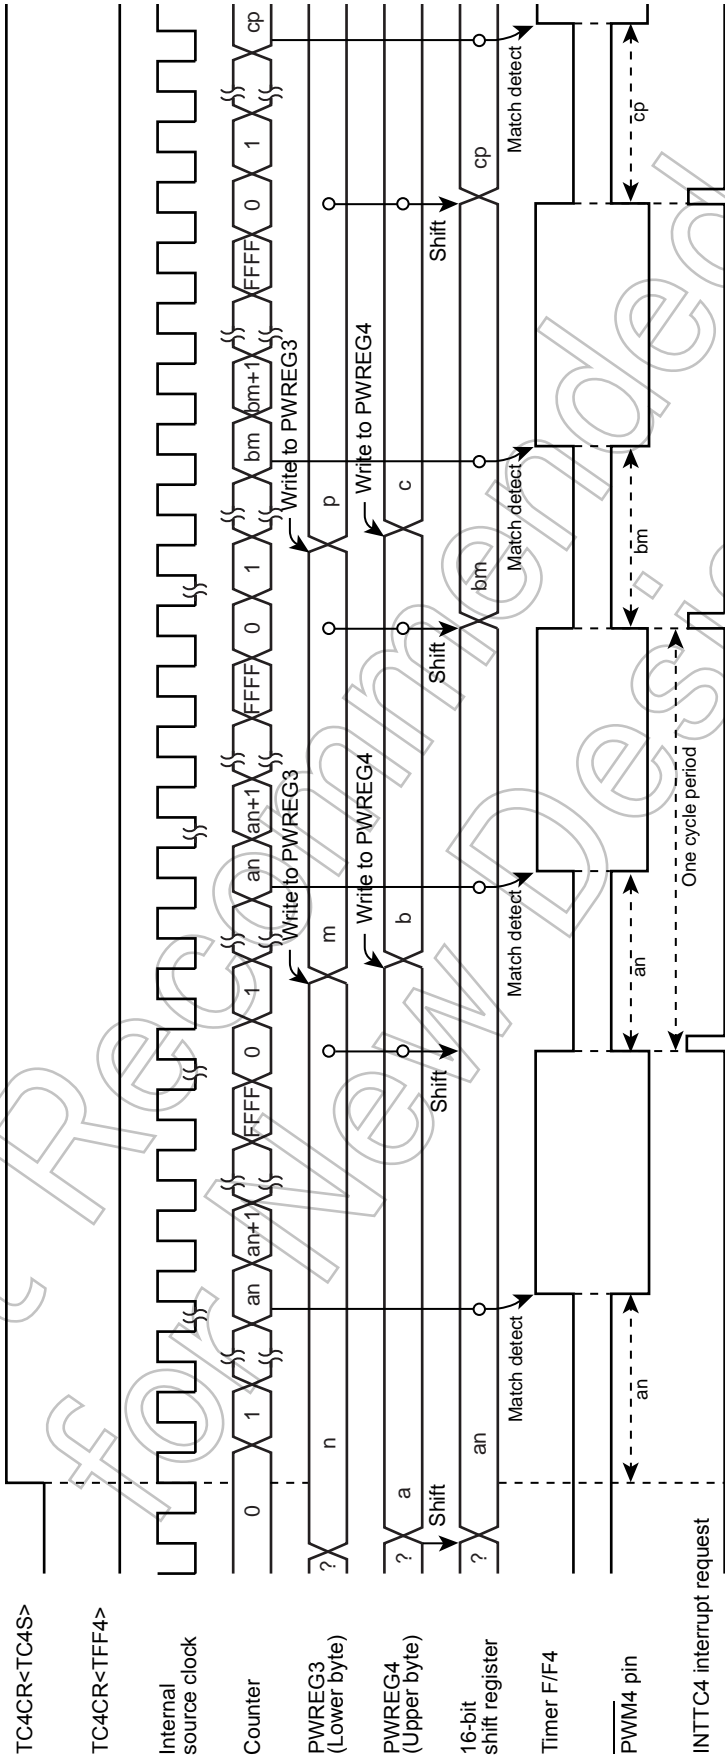 TC4CR<TC4S>
TC4CR<TFF4>
Internal
source clock
Counter
0 1 an an+1 FFFF 0 1 an an+1 FFFF 0 1 bm bm+1 FFFF 0 1 cp
Write to PWREG3
Write to PWREG3
PWREG3
(Lower byte)
? n m p
Write to PWREG4
Write to PWREG4
PWREG4
(Upper byte)
? a b c
Shift
Shift
Shift
Shift
16-bit
shift register
? an bm cp
Match detect
Match detect
Match detect
Match detect
Timer F/F4
PWM4 pin
an an bm cp
One cycle period
INTTC4 interrupt request
Recommended
for New